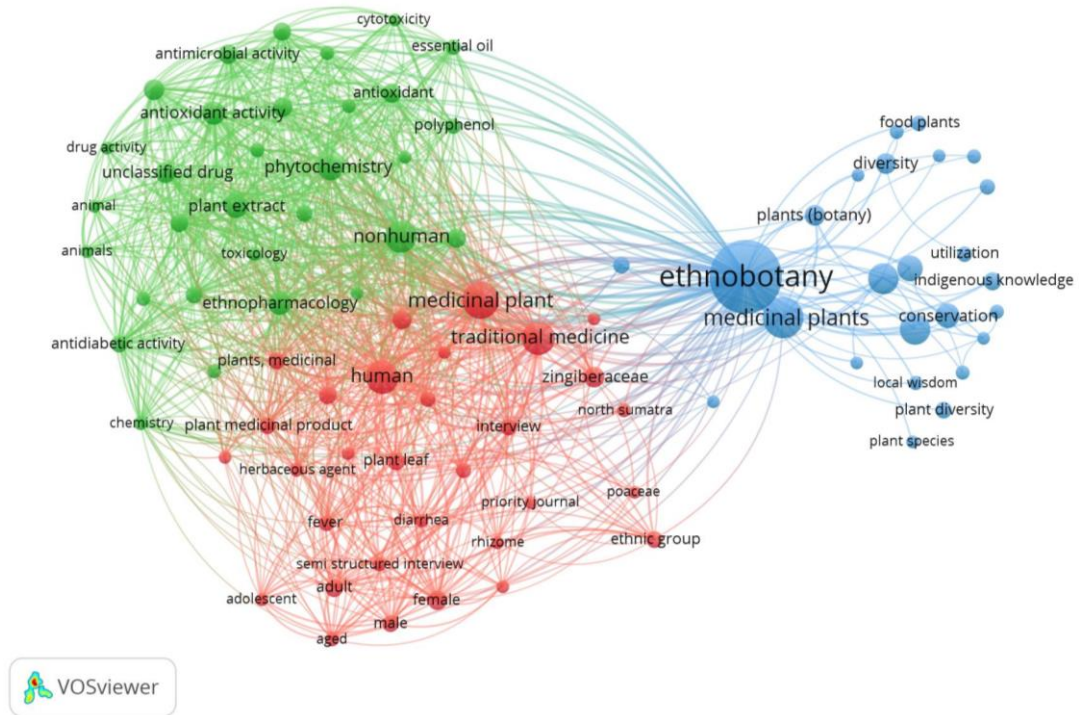 cytotoxicity
essential oil
antimicrobial activity
antioxidant
antioxidant activity
polyphenol
food plants
drug activity
unclassified drug
phytochemistry
diversity
animal
plant extract
plants (botany)
animals
toxicology
nonhuman
utilization
ethnobotany
indigenous knowledge
ethnopharmacology
medicinal plant
medicinal plants
conservation
antidiabetic activity
traditional medicine
plants, medicinal
human
zingiberaceae
local wisdom
north sumatra
plant diversity
chemistry
plant medicinal product
interview
plant species
herbaceous agent
plant leaf
priority journal
poaceae
fever
diarrhea
rhizome
ethnic group
semi structured interview
adult
adolescent
female
male
aged
VOSviewer